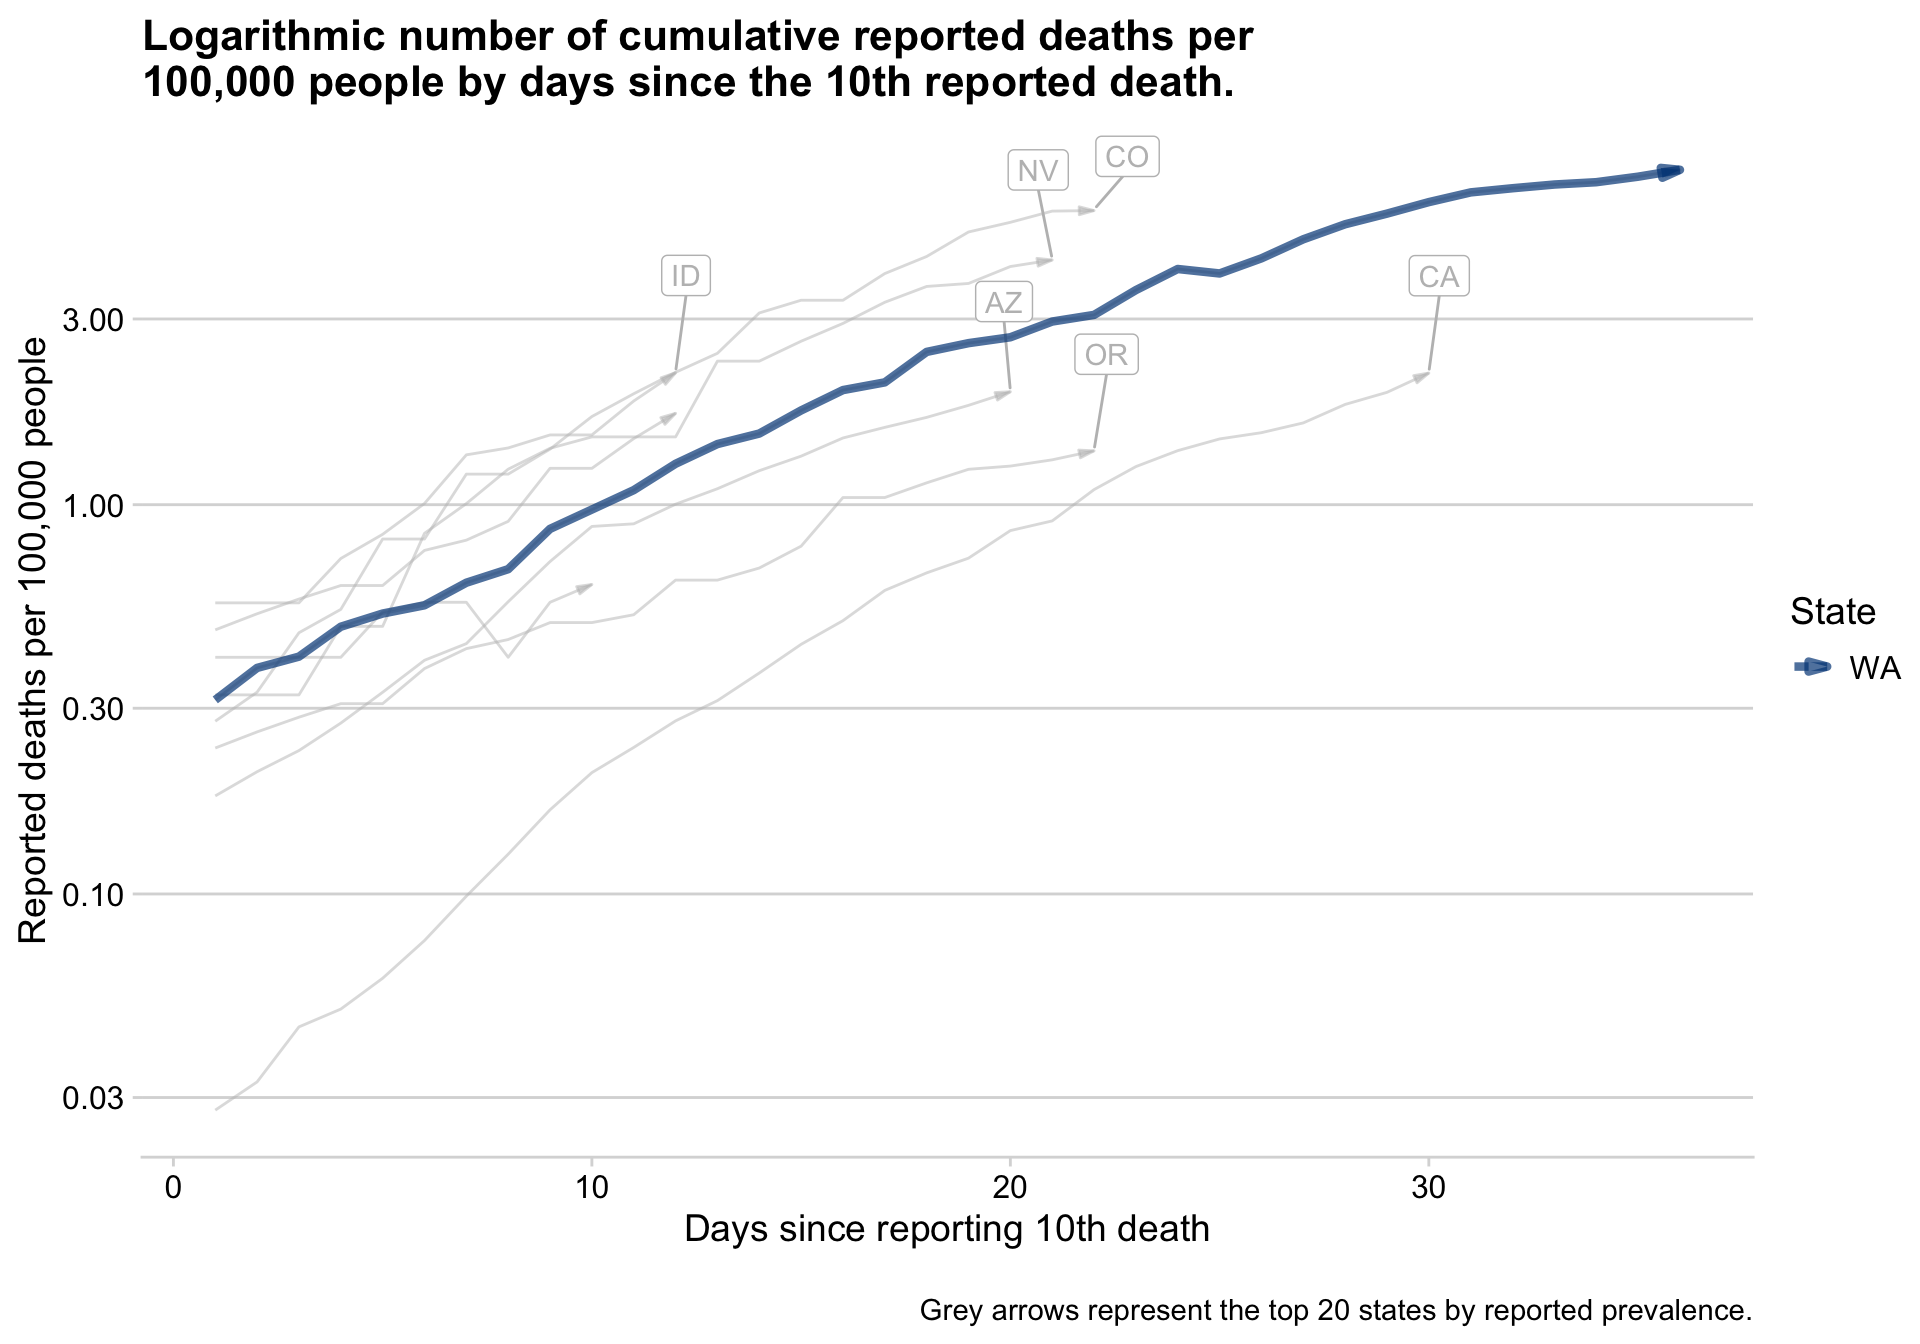 Logarithmic number of cumulative reported deaths per
100,000 people by days since the 10th reported death.
CO
NV
ID
CA
AZ
OR
3.00
1.00
0.30
0.10
0.03
Reported deaths per 100,000 people
State
WA
0 10 20 30
Days since reporting 10th death
Grey arrows represent the top 20 states by reported prevalence.